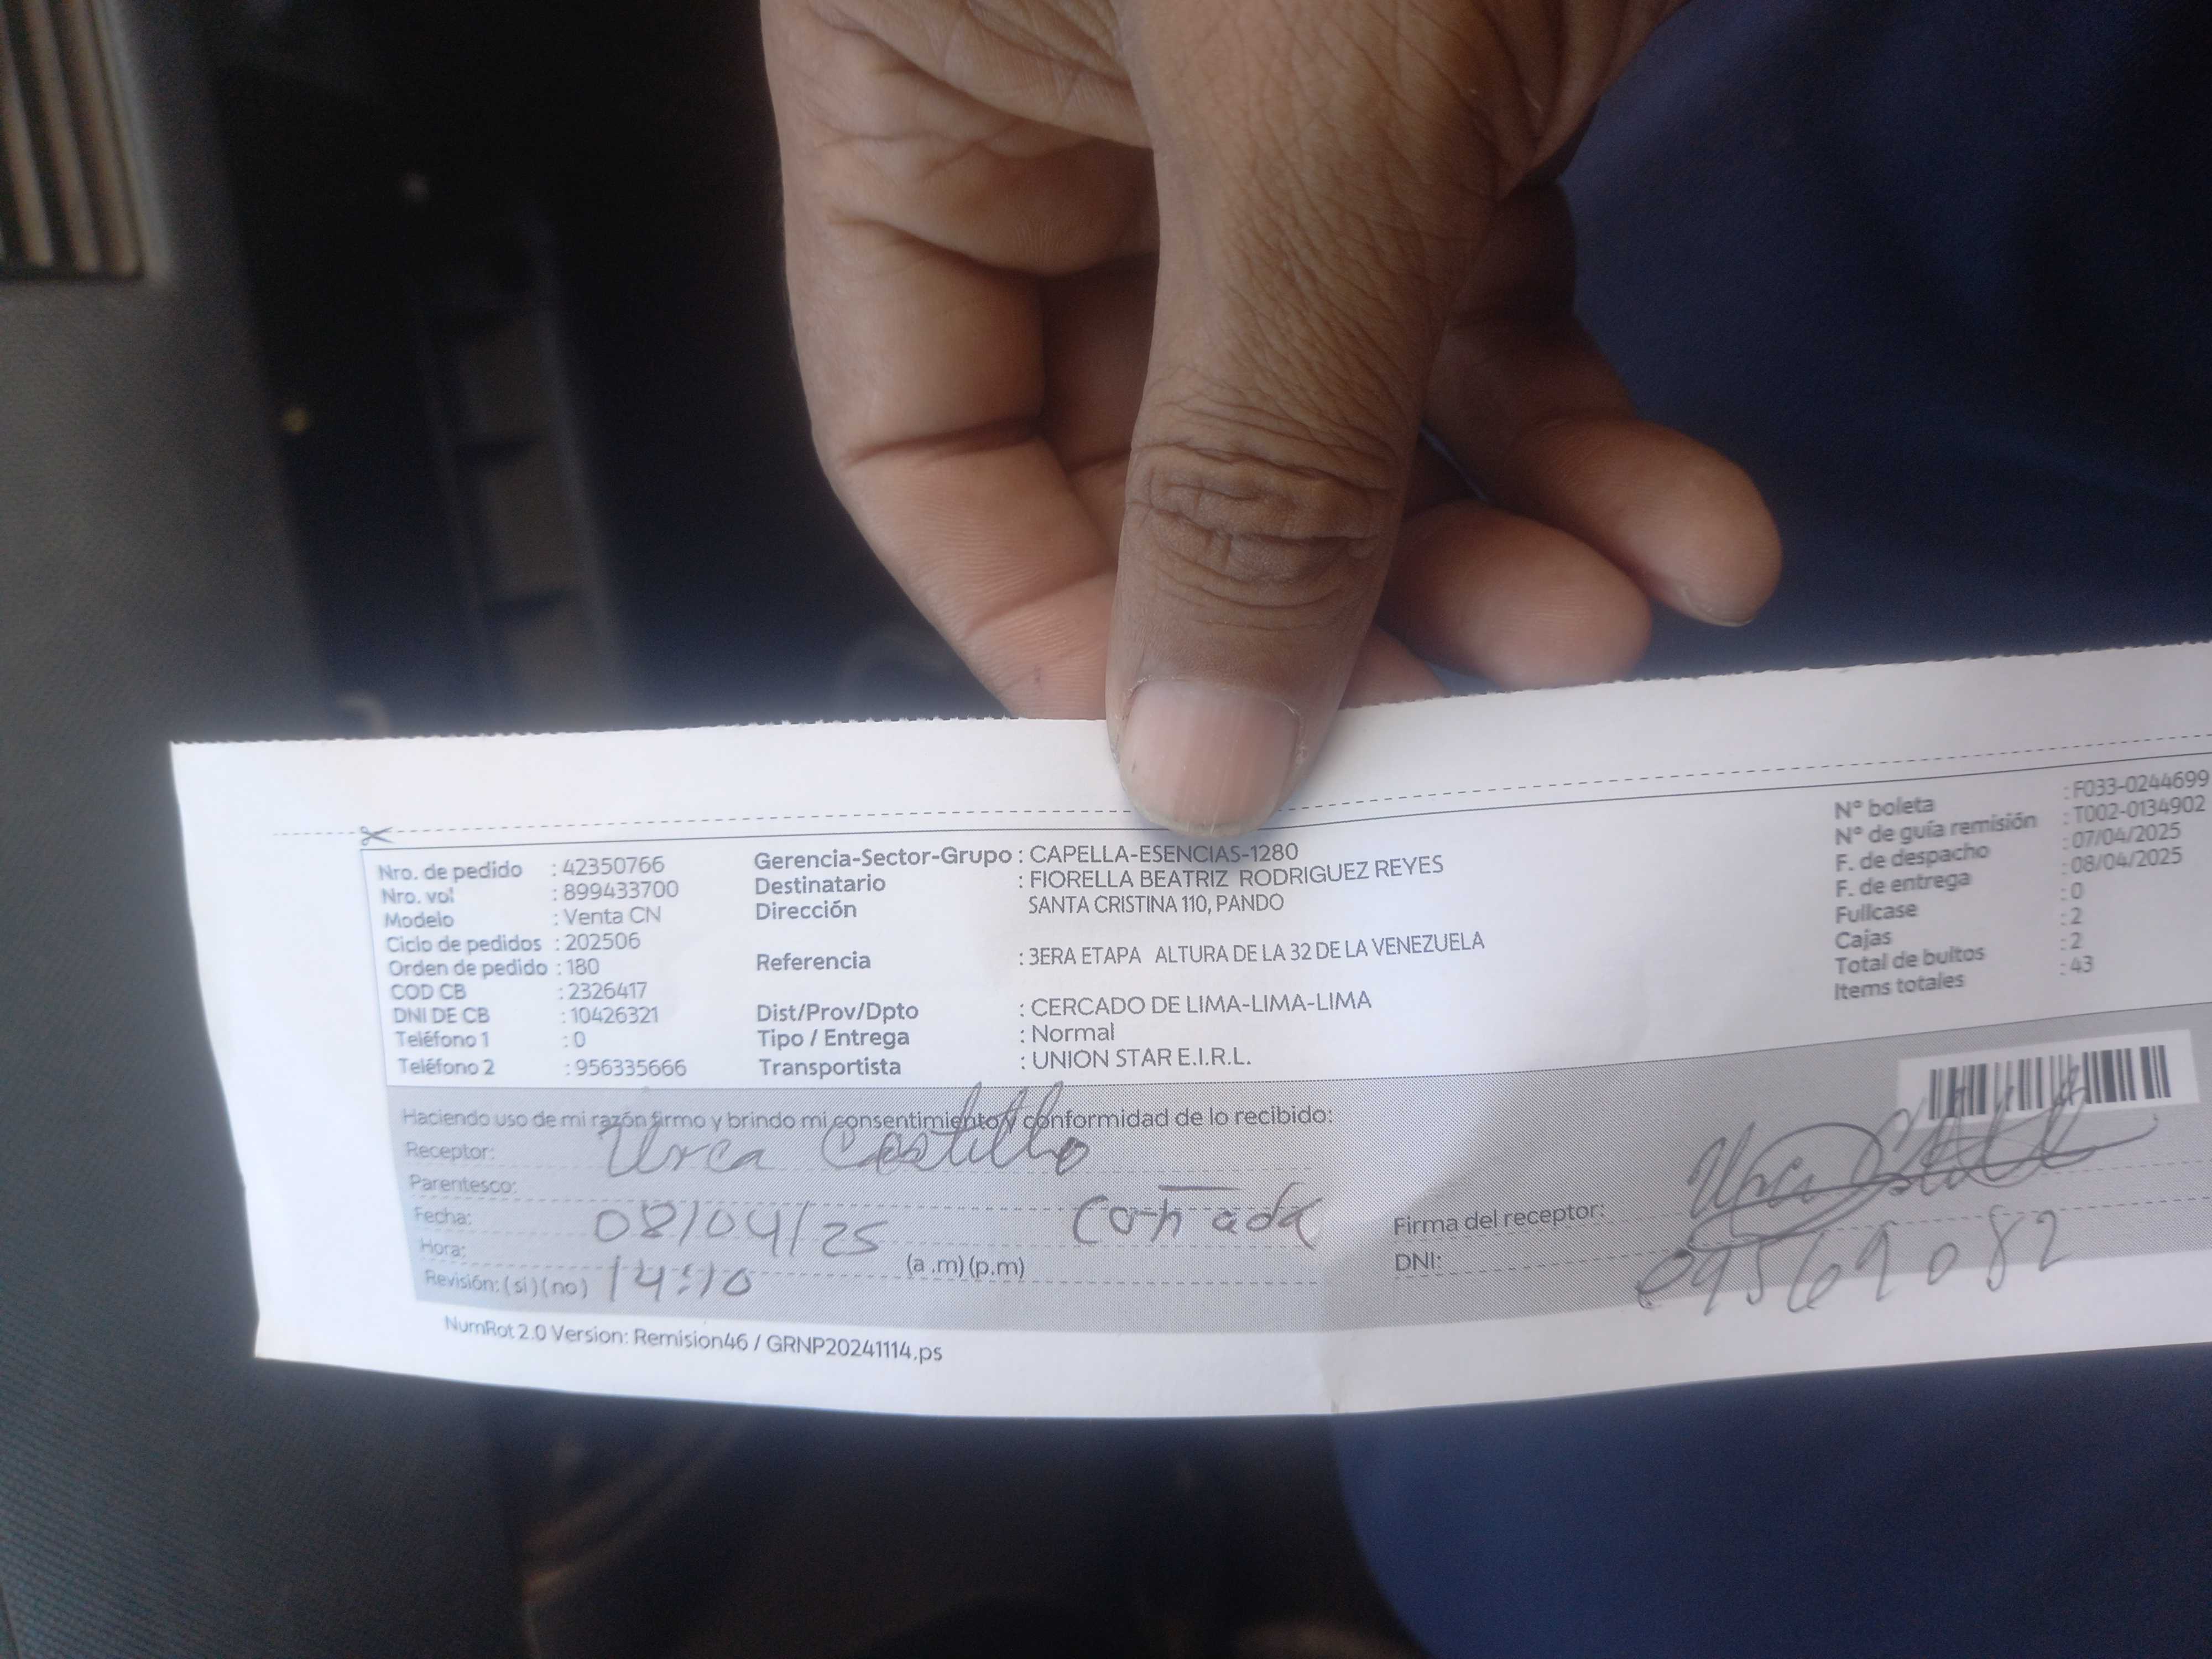 Nro. de pedido : 42350766
Nro. vol : 899433700
Modelo : Venta CN
Ciclo de pedidos : 202506
Orden de pedido : 180
COD CB : 2326417
DNI DE CB : 10426321
Teléfono 1 : 0
Teléfono 2 : 956335666
Gerencia-Sector-Grupo : CAPELLA-ESENCIAS-1280
Destinatario : FIORELLA BEATRIZ RODRIGUEZ REYES
Dirección SANTA CRISTINA 110, PANDO
Referencia : 3ERA ETAPA ALTURA DE LA 32 DE LA VENEZUELA
Dist/Prov/Dpto : CERCADO DE LIMA-LIMA-LIMA
Tipo / Entrega : Normal
Transportista : UNION STAR E.I.R.L.
N° boleta : F033-0244699
N° de guía remisión : T002-0134902
F. de despacho : 07/04/2025
F. de entrega : 08/04/2025
Fullcase : 0
Cajas : 2
Total de bultos : 2
Items totales : 43
Haciendo uso de mi razón firmo y brindo mi consentimiento y conformidad de lo recibido:
Receptor: Castillo
Parentesco:
Fecha: 08/04/25
Hora: 14:10 (a .m) (p.m)
Revisión: ( si ) ( no )
Firma del receptor:
DNI: 09569082
NumRot 2.0 Version: Remision46 / GRNP20241114.ps